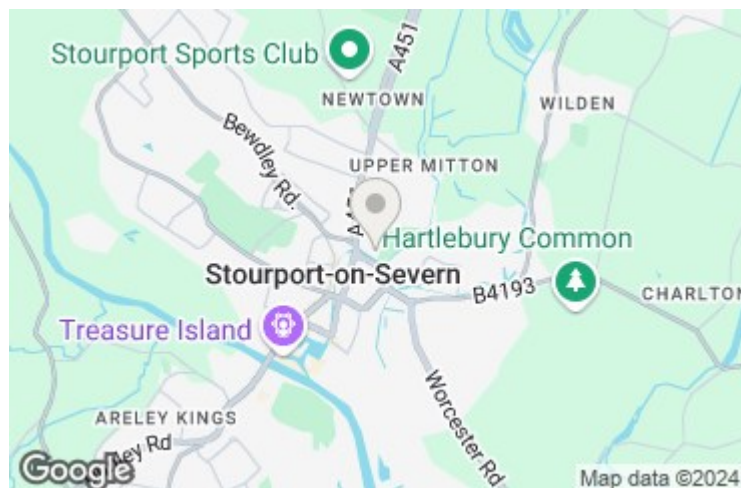 Stourport Sports Club
A451
NEWTOWN
WILDEN
Bewdley Rd.
UPPER MITTON
Hartlebury Common
Stourport-on-Severn
B4193
CHARLTON
Treasure Island
Worcester Rd
ARELEY KINGS
Rd
Google
Map data ©2024